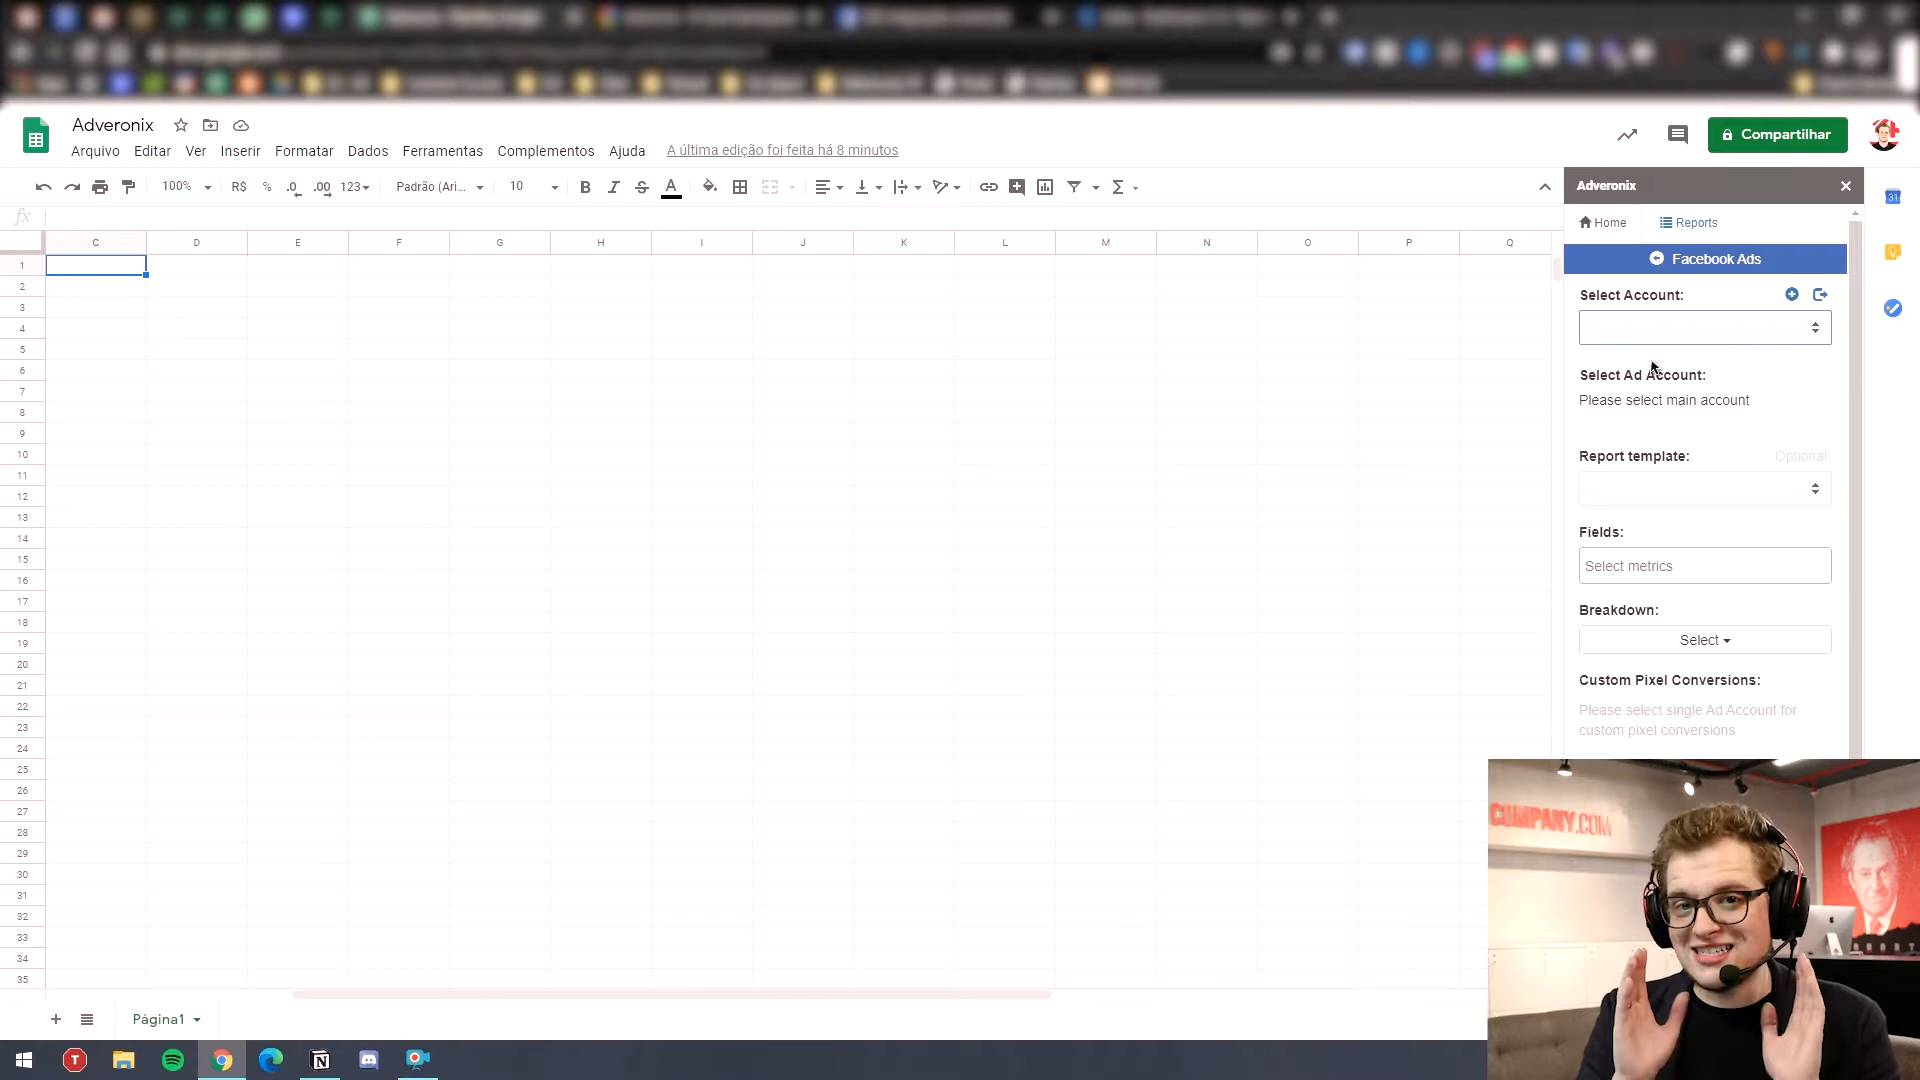 Adveronix
Arquivo Editar Ver Inserir Formatar Dados Ferramentas Complementos Ajuda A última edição foi feita há 8 minutos
Compartilhar
100% R$ % .0 .00 123 Padrão (Ari... 10 B I S A Σ
fx
C D E F G H I J K L M N O P Q
1
2
3
4
5
6
7
8
9
10
11
12
13
14
15
16
17
18
19
20
21
22
23
24
25
26
27
28
29
30
31
32
33
34
35
Página1
Adveronix
Home Reports
Facebook Ads
Select Account:
Select Ad Account:
Please select main account
Report template: Optional
Fields:
Select metrics
Breakdown:
Select
Custom Pixel Conversions:
Please select single Ad Account for
custom pixel conversions
31
COMPANY.COM
T
N